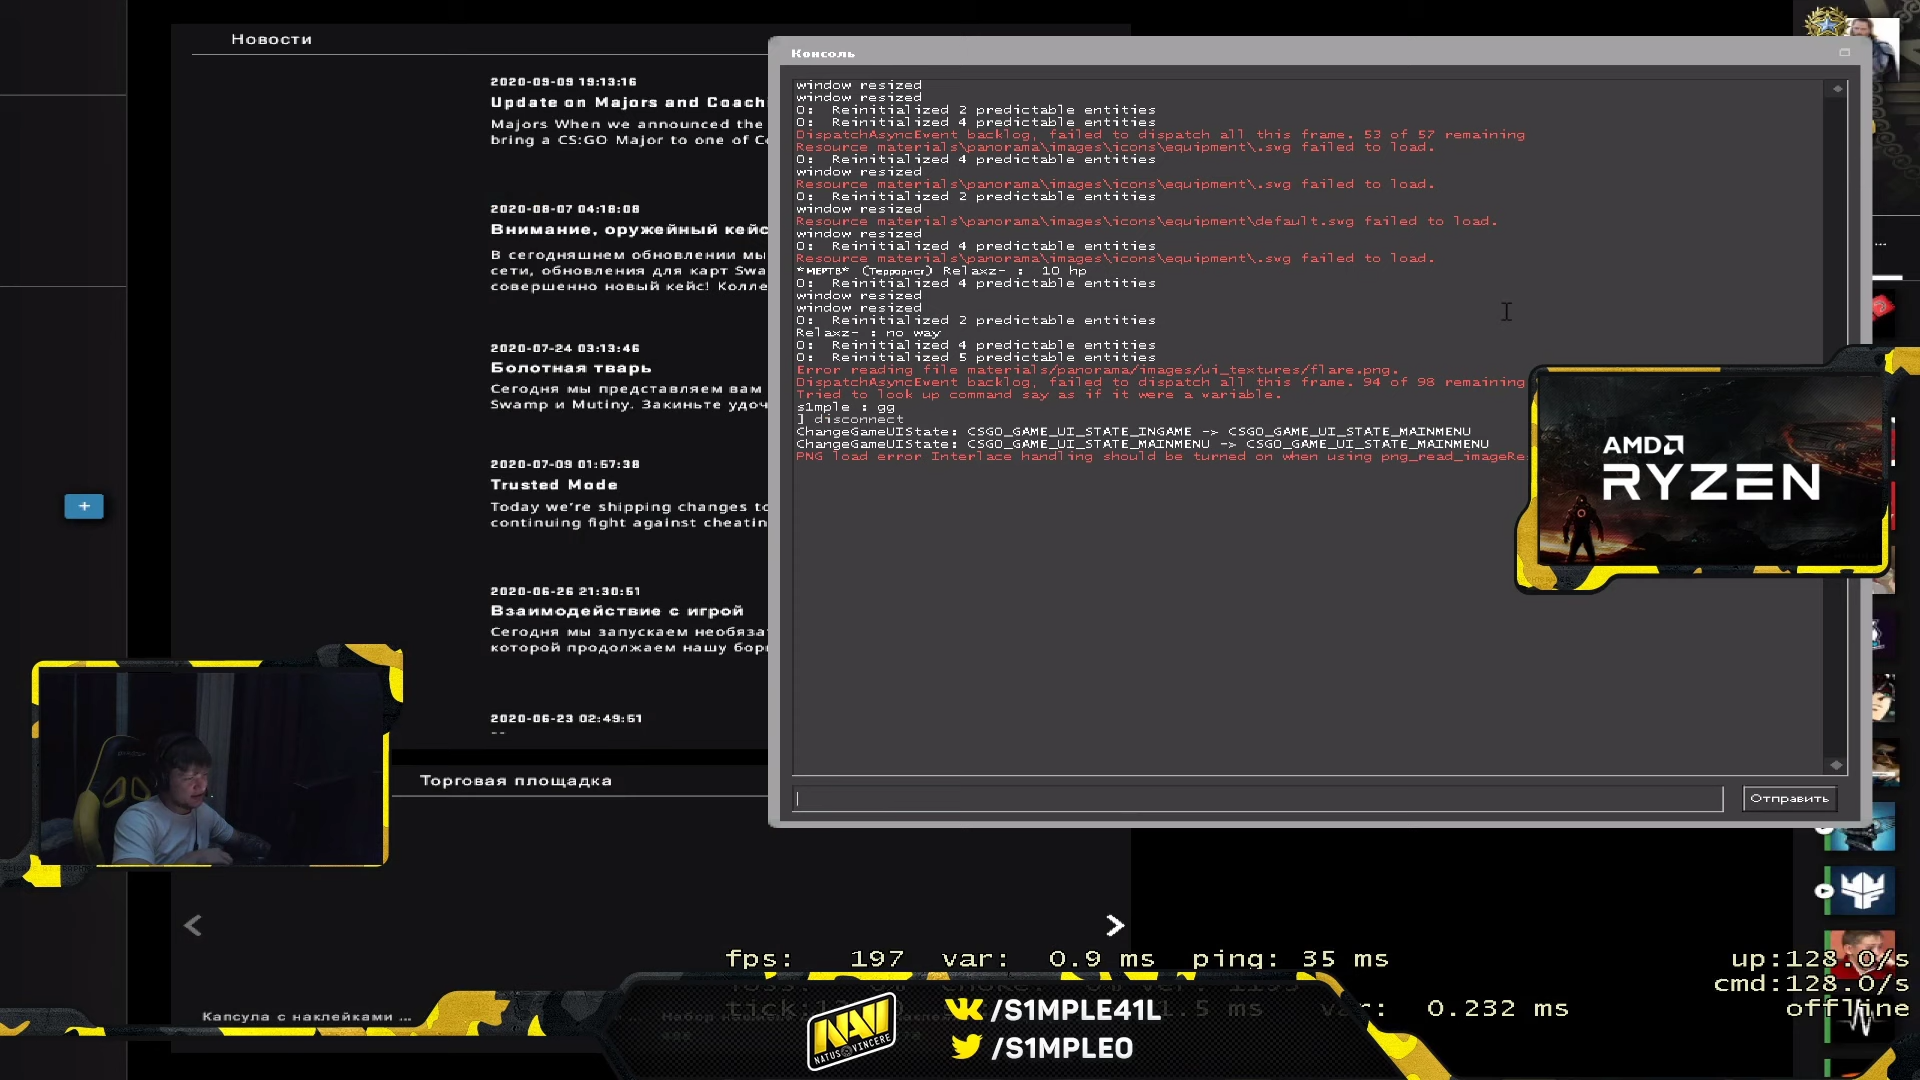 Новости
2020-09-09 19:13:16
Update on Majors and Coachi
Majors When we announced the
bring a CS:GO Major to one of
2020-08-07 04:18:08
Внимание, оружейный кейс
В сегодняшнем обновлении мы
сети, обновления для карт Swa
совершенно новый кейс! Колле
2020-07-24 03:13:46
Болотная тварь
Сегодня мы представляем вам
Swamp и Mutiny. Закиньте удоч
2020-07-09 01:57:38
Trusted Mode
Today we're shipping changes to
continuing fight against cheatin
2020-06-26 21:30:51
Взаимодействие с игрой
Сегодня мы запускаем необяза
которой продолжаем нашу борь
2020-06-23 02:49:51
Торговая площадка
Капсула с наклейками ...
Консоль
window resized
window resized
0:  Reinitialized 2 predictable entities
0:  Reinitialized 4 predictable entities
DispatchAsyncEvent backlog, failed to dispatch all this frame. 53 of 57 remaining
Resource materials\panorama\images\icons\equipment\.svg failed to load.
0:  Reinitialized 4 predictable entities
window resized
Resource materials\panorama\images\icons\equipment\.svg failed to load.
0:  Reinitialized 2 predictable entities
window resized
Resource materials\panorama\images\icons\equipment\default.svg failed to load.
window resized
0:  Reinitialized 4 predictable entities
Resource materials\panorama\images\icons\equipment\.svg failed to load.
*МЕРТВ* (Террорист) Relaxz- :  10 hp
0:  Reinitialized 4 predictable entities
window resized
window resized
0:  Reinitialized 2 predictable entities
Relaxz- : no way
0:  Reinitialized 4 predictable entities
0:  Reinitialized 5 predictable entities
Error reading file materials/panorama/images/ui_textures/flare.png.
DispatchAsyncEvent backlog, failed to dispatch all this frame. 94 of 98 remaining
Tried to look up command say as if it were a variable.
s1mple : gg
] disconnect
ChangeGameUIState: CSGO_GAME_UI_STATE_INGAME -> CSGO_GAME_UI_STATE_MAINMENU
ChangeGameUIState: CSGO_GAME_UI_STATE_MAINMENU -> CSGO_GAME_UI_STATE_MAINMENU
PNG load error Interlace handling should be turned on when using png_read_imageRe
Отправить
AMD
RYZEN
fps: 197 var: 0.9 ms ping: 35 ms
up:128.0/s
cmd:128.0/s
var: 0.232 ms
offline
NAVI
NATUS VINCERE
/S1MPLE41L
/S1MPLEO